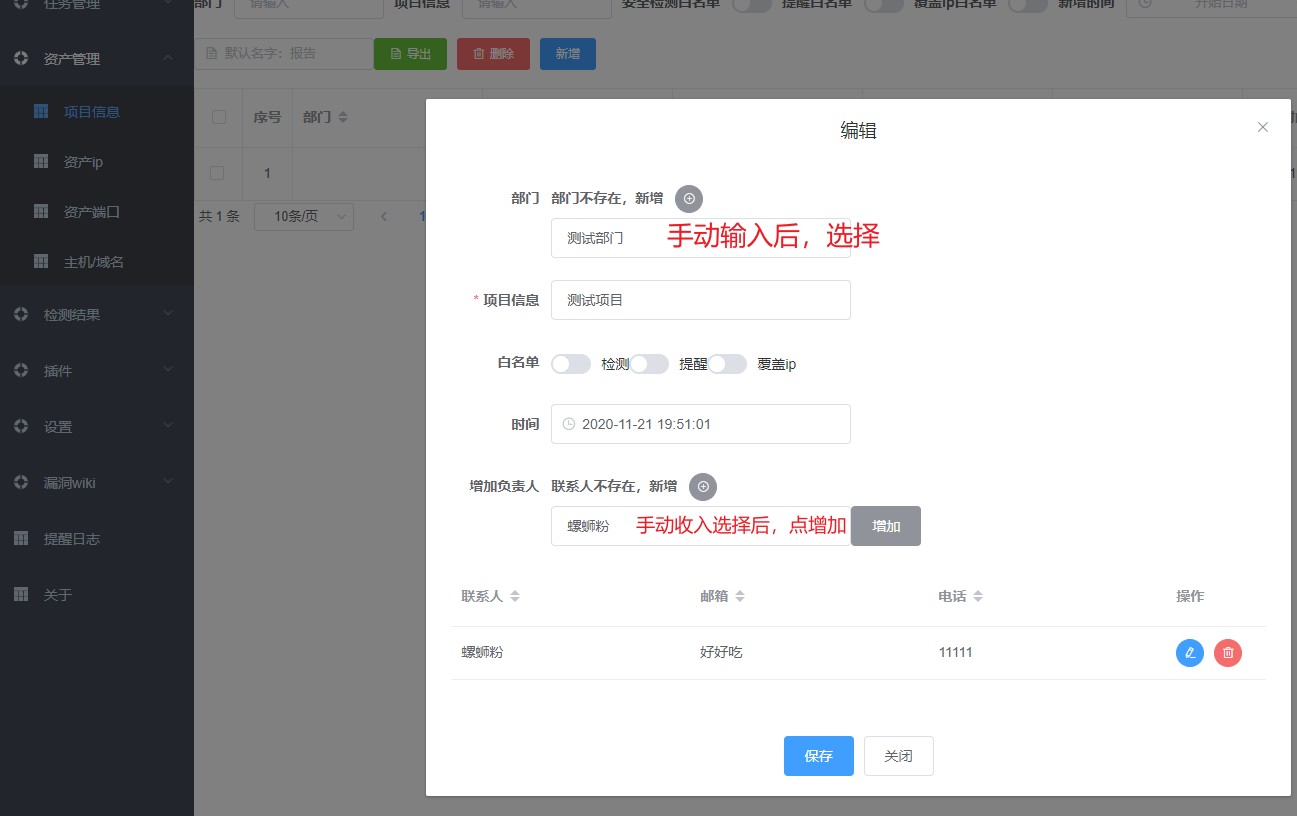 任务管理
部门 请输入 项目信息 请输入 安全检测白名单 提醒白名单 覆盖ip白名单 新增时间 开始日期
资产管理
默认名字：报告 导出 删除 新增
项目信息
序号 部门
编辑
资产ip
1
资产端口
共 1 条 10条/页 1
主机/域名
检测结果
插件
设置
漏洞wiki
提醒日志
关于
部门 部门不存在，新增
测试部门 手动输入后，选择
* 项目信息 测试项目
白名单 检测 提醒 覆盖ip
时间 2020-11-21 19:51:01
增加负责人 联系人不存在，新增
螺蛳粉 手动收入选择后，点增加 增加
联系人 邮箱 电话 操作
螺蛳粉 好好吃 11111
保存 关闭